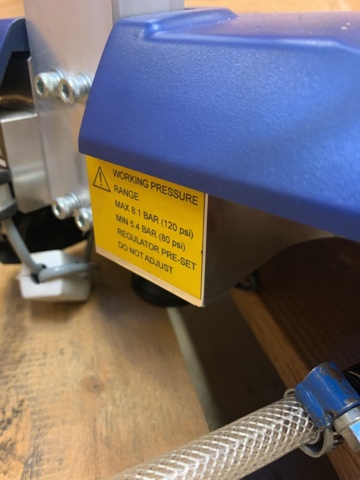 WORKING PRESSURE
RANGE
MAX 8.1 BAR (120 psi)
MIN 5.4 BAR (80 psi)
REGULATOR PRE-SET
DO NOT ADJUST